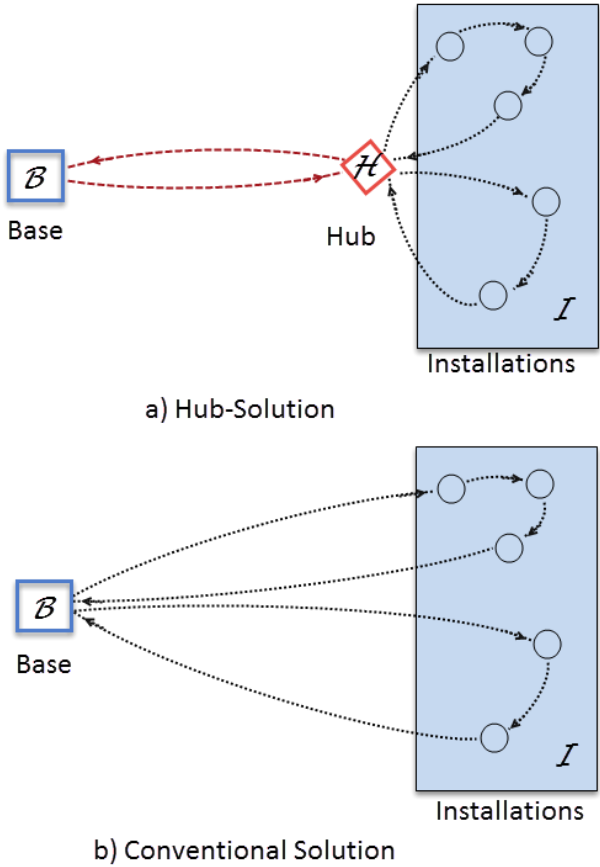 ℬ
ℋ
Base
Hub
ℐ
Installations
a) Hub-Solution
ℬ
Base
ℐ
Installations
b) Conventional Solution